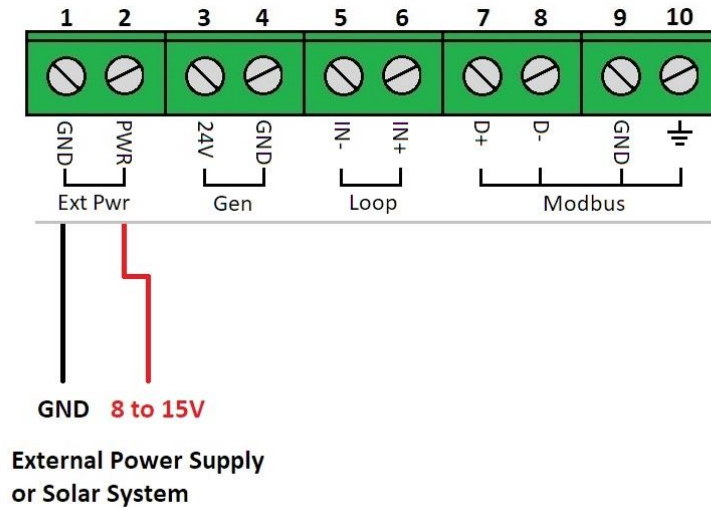 1 2 3 4 5 6 7 8 9 10
GND PWR 24V GND IN- IN+ D+ D- GND
Ext Pwr Gen Loop Modbus
GND 8 to 15V
External Power Supply
or Solar System